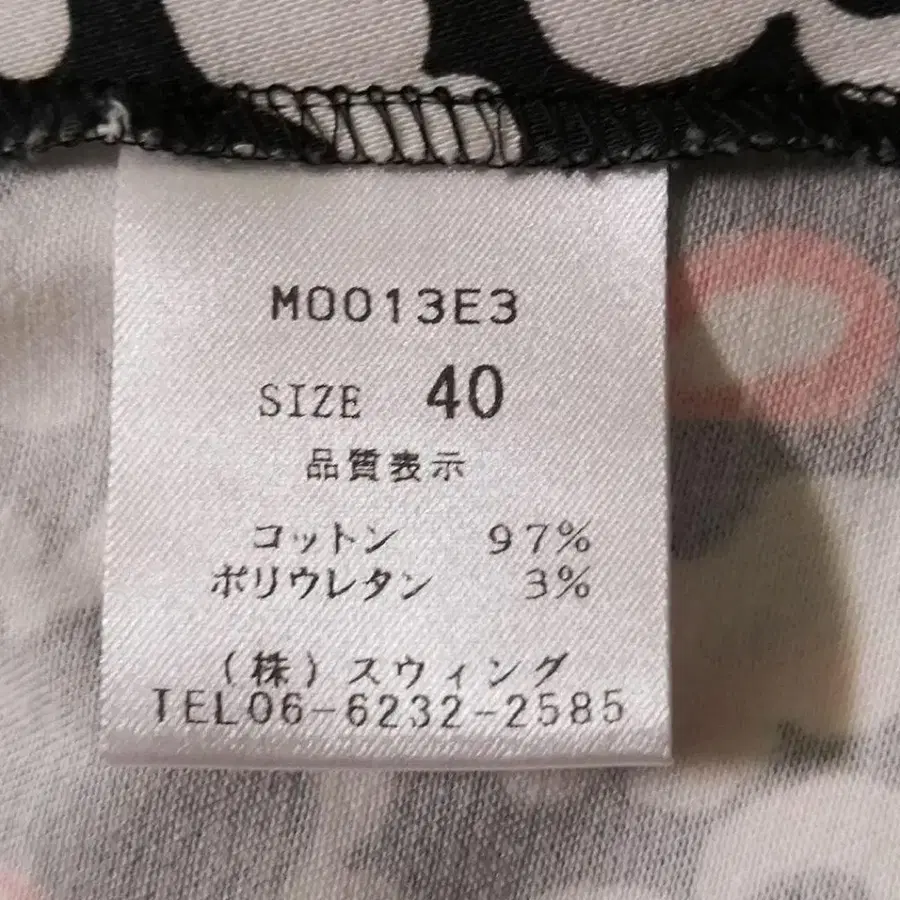 M0013E3
SIZE 40
品質表示
コットン 97%
ポリウレタン 3%
(株)スウィング
TEL06-6232-2585